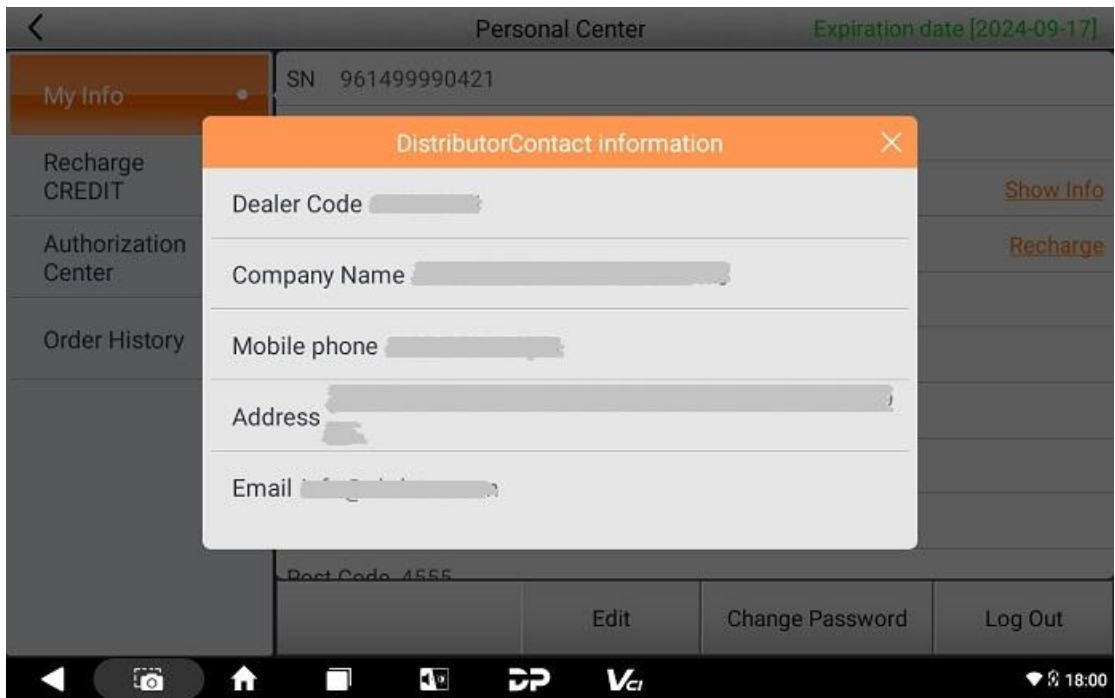 Personal Center
Expiration date [2024-09-17]
My Info
Recharge
CREDIT
Authorization
Center
Order History
SN 961499990421
Show Info
Recharge
DistributorContact information
Dealer Code
Company Name
Mobile phone
Address
Email
Post Code 4555
Edit
Change Password
Log Out
DP
VCI
18:00